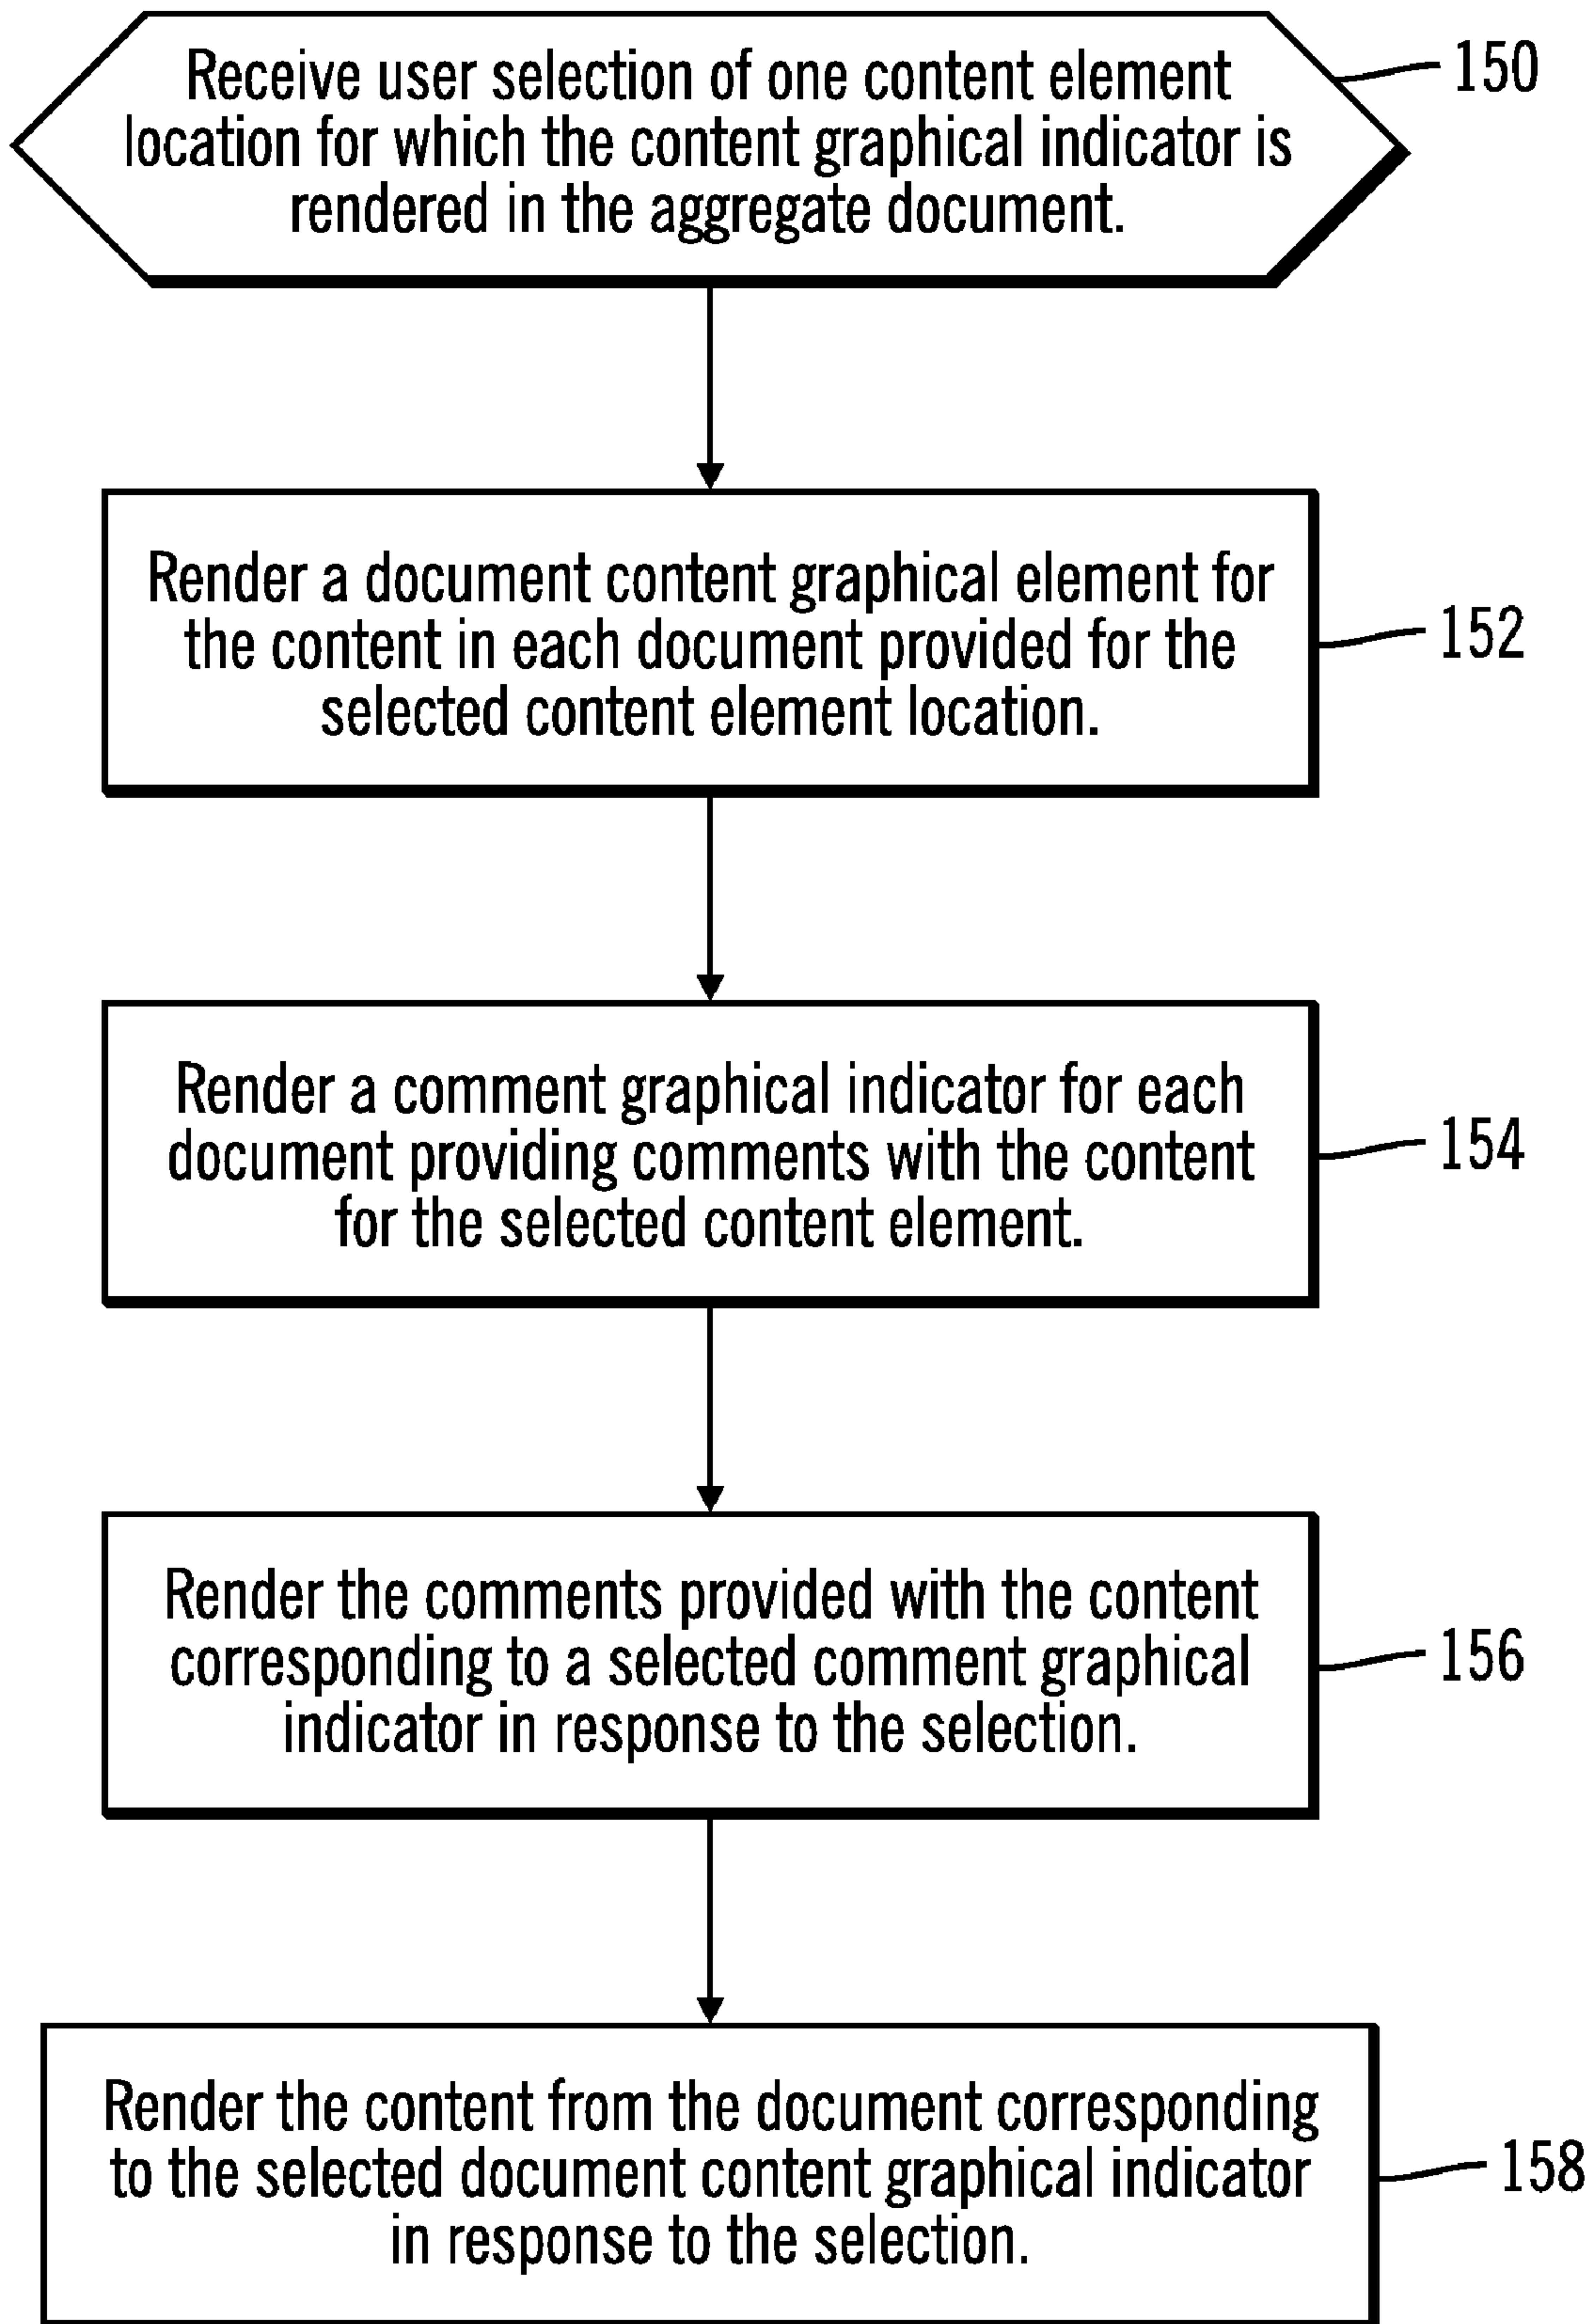 Receive user selection of one content element
location for which the content graphical indicator is
rendered in the aggregate document.
150
Render a document content graphical element for
the content in each document provided for the
selected content element location.
152
Render a comment graphical indicator for each
document providing comments with the content
for the selected content element.
154
Render the comments provided with the content
corresponding to a selected comment graphical
indicator in response to the selection.
156
Render the content from the document corresponding
to the selected document content graphical indicator
in response to the selection.
158